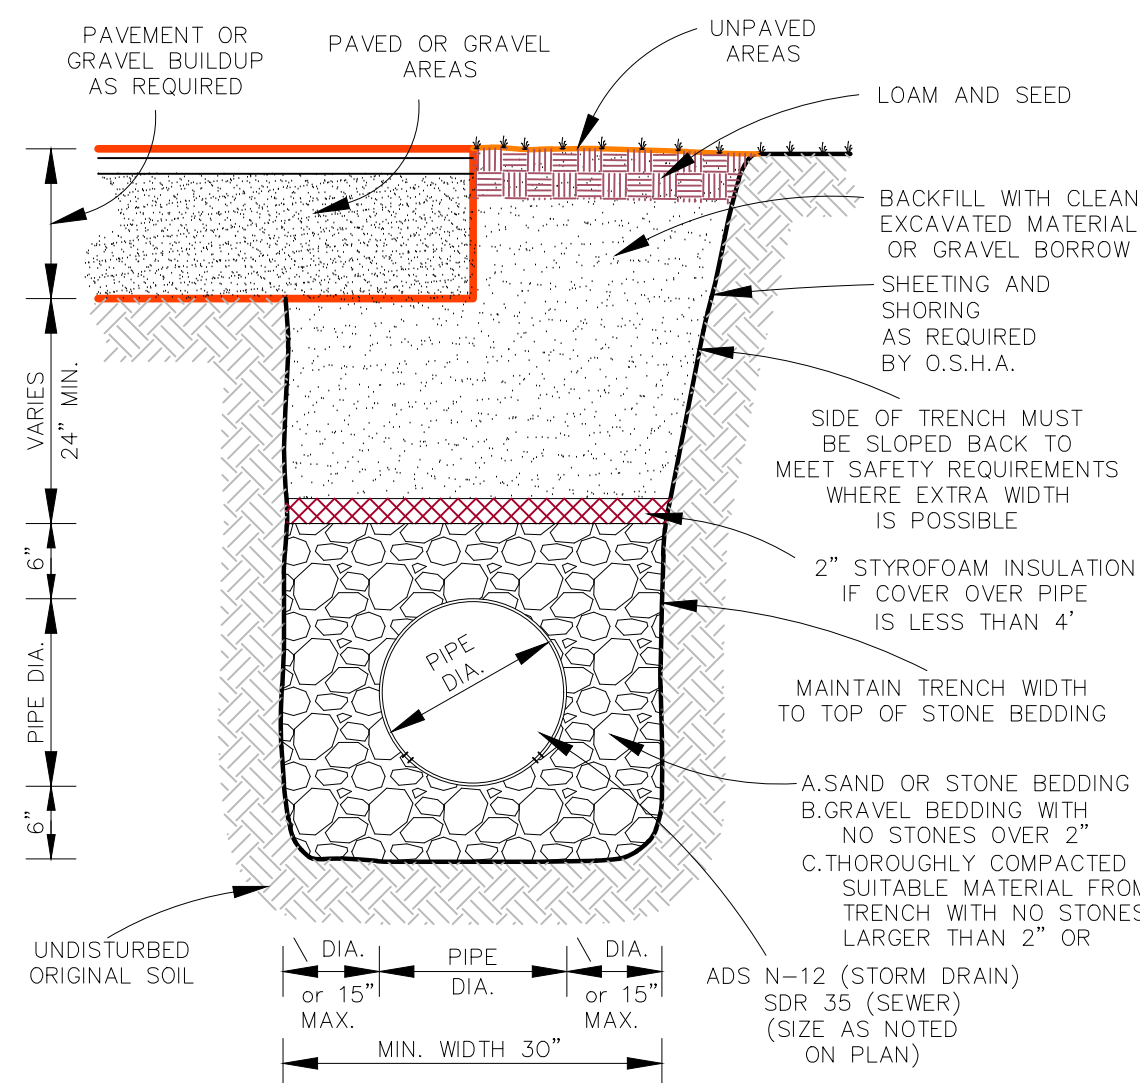 PAVEMENT OR
GRAVEL BUILDUP
AS REQUIRED
PAVED OR GRAVEL
AREAS
UNPAVED
AREAS
LOAM AND SEED
BACKFILL WITH CLEAN
EXCAVATED MATERIAL
OR GRAVEL BORROW
SHEETING AND
SHORING
AS REQUIRED
BY O.S.H.A.
SIDE OF TRENCH MUST
BE SLOPED BACK TO
MEET SAFETY REQUIREMENTS
WHERE EXTRA WIDTH
IS POSSIBLE
2" STYROFOAM INSULATION
IF COVER OVER PIPE
IS LESS THAN 4'
MAINTAIN TRENCH WIDTH
TO TOP OF STONE BEDDING
A.SAND OR STONE BEDDING
B.GRAVEL BEDDING WITH
NO STONES OVER 2"
C.THOROUGHLY COMPACTED
SUITABLE MATERIAL FROM
TRENCH WITH NO STONES
LARGER THAN 2" OR
ADS N-12 (STORM DRAIN)
SDR 35 (SEWER)
(SIZE AS NOTED
ON PLAN)
VARIES
24" MIN.
6"
PIPE DIA.
6"
PIPE
DIA.
UNDISTURBED
ORIGINAL SOIL
\ DIA.
or 15"
MAX.
PIPE
DIA.
\ DIA.
or 15"
MAX.
MIN. WIDTH 30"